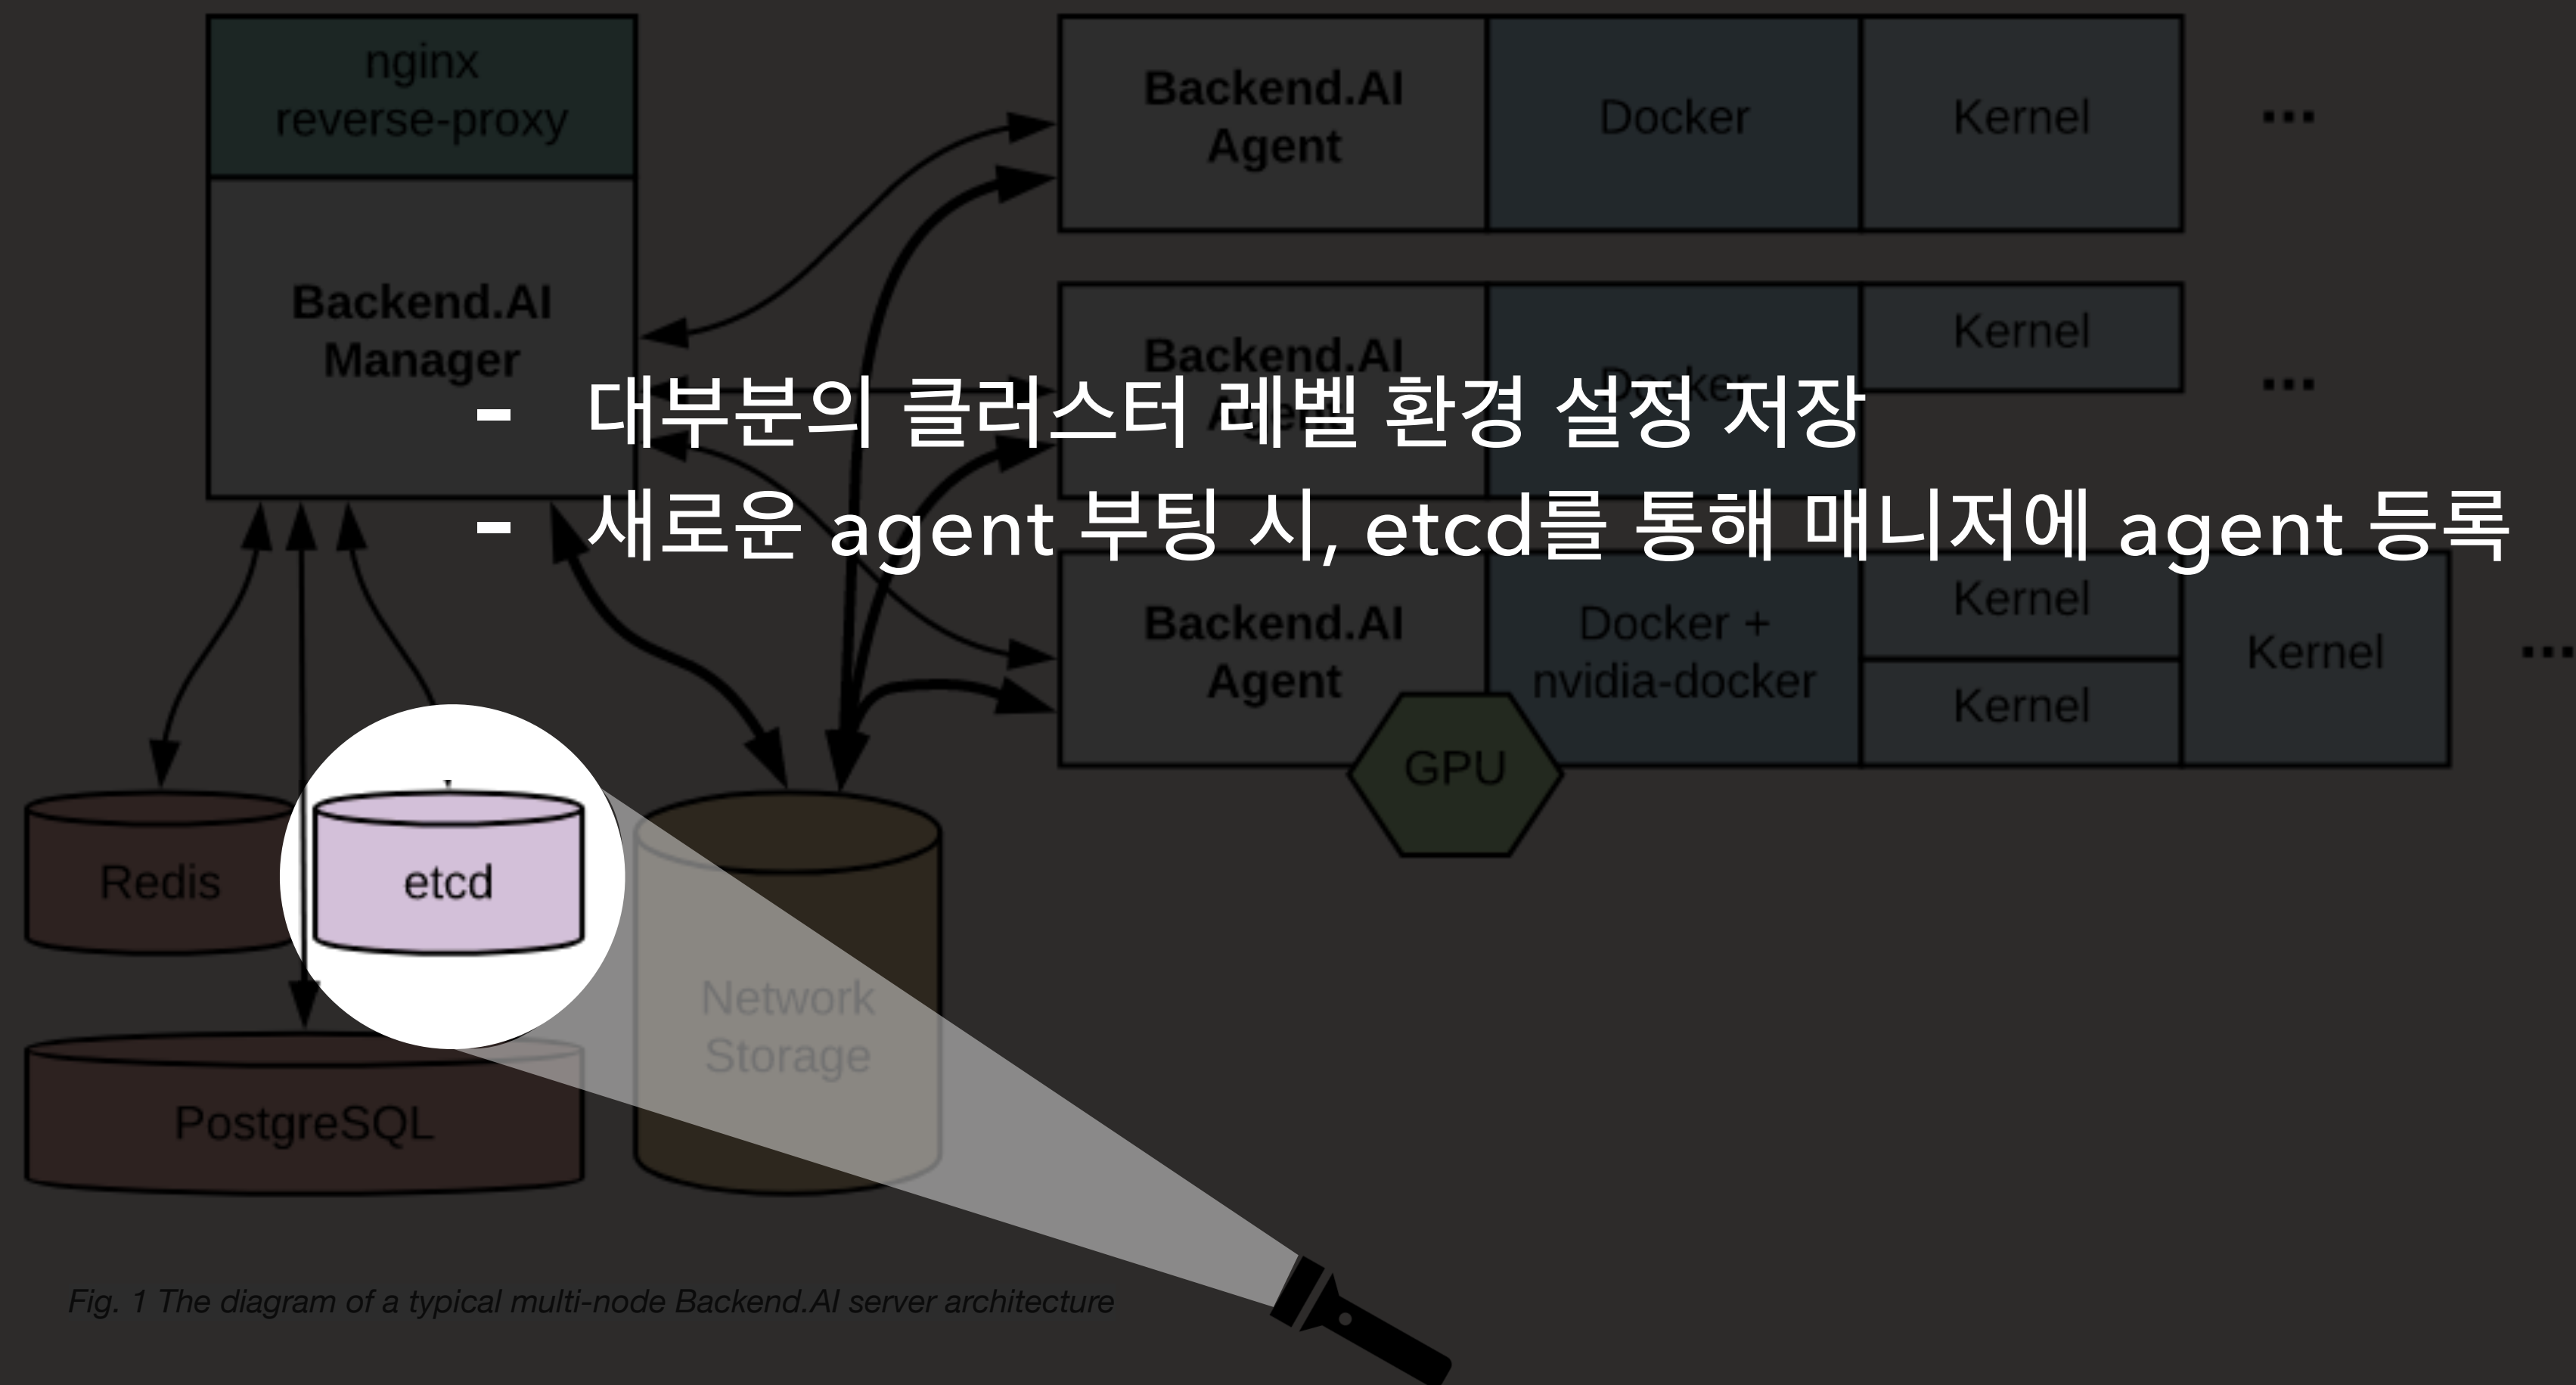 nginx
reverse-proxy
Backend.AI
Manager
Backend.AI
Agent
Docker
Kernel
...
Backend.AI
Agent
Docker
Kernel
...
- 대부분의 클러스터 레벨 환경 설정 저장
- 새로운 agent 부팅 시, etcd를 통해 매니저에 agent 등록
Backend.AI
Agent
Docker +
nvidia-docker
Kernel
Kernel
Kernel
...
GPU
Redis
etcd
Network
Storage
PostgreSQL
Fig. 1 The diagram of a typical multi-node Backend.AI server architecture